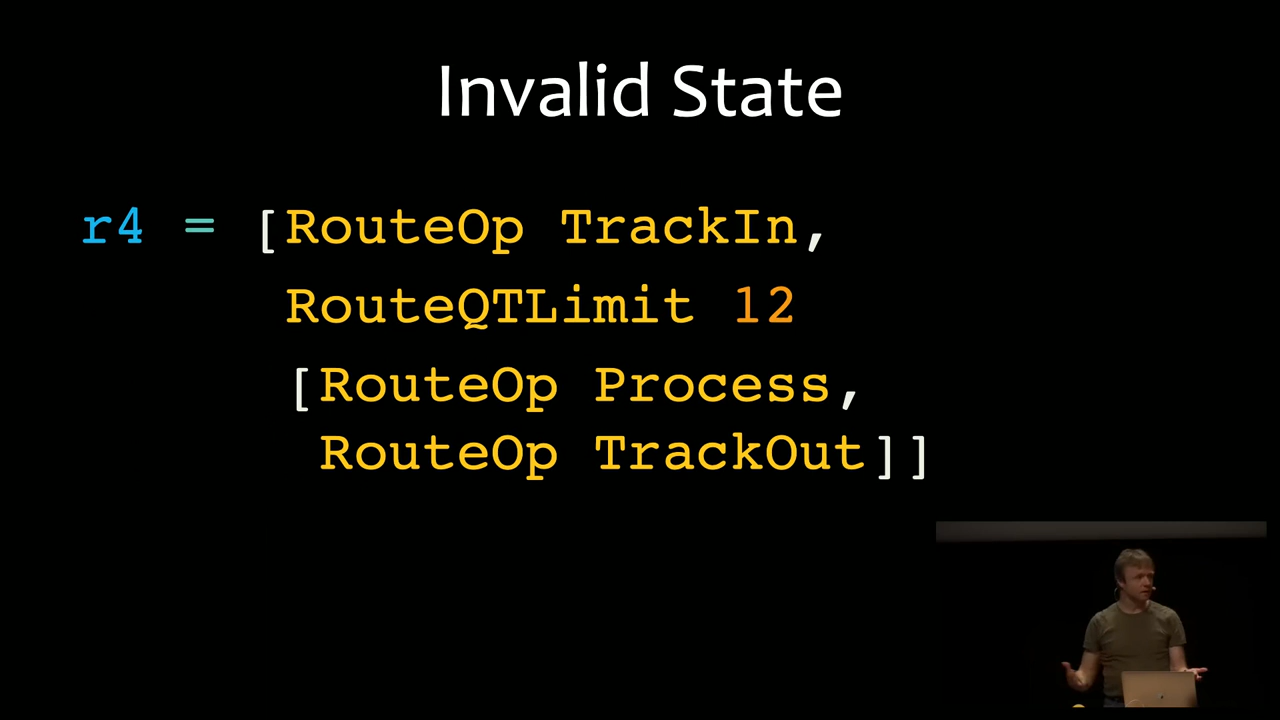 Invalid State
r4 = [RouteOp TrackIn,
RouteQTLimit 12
[RouteOp Process,
RouteOp TrackOut]]